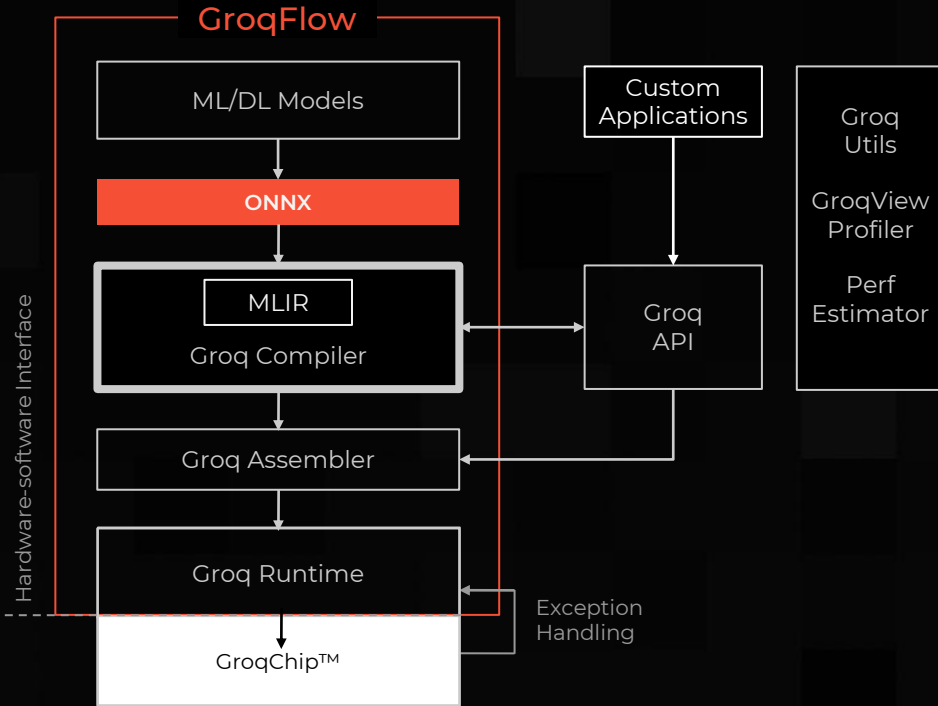 GroqFlow
ML/DL Models
ONNX
MLIR
Groq Compiler
Groq Assembler
Groq Runtime
GroqChip™
Hardware-software Interface
Custom
Applications
Groq
API
Exception
Handling
Groq
Utils
GroqView
Profiler
Perf
Estimator